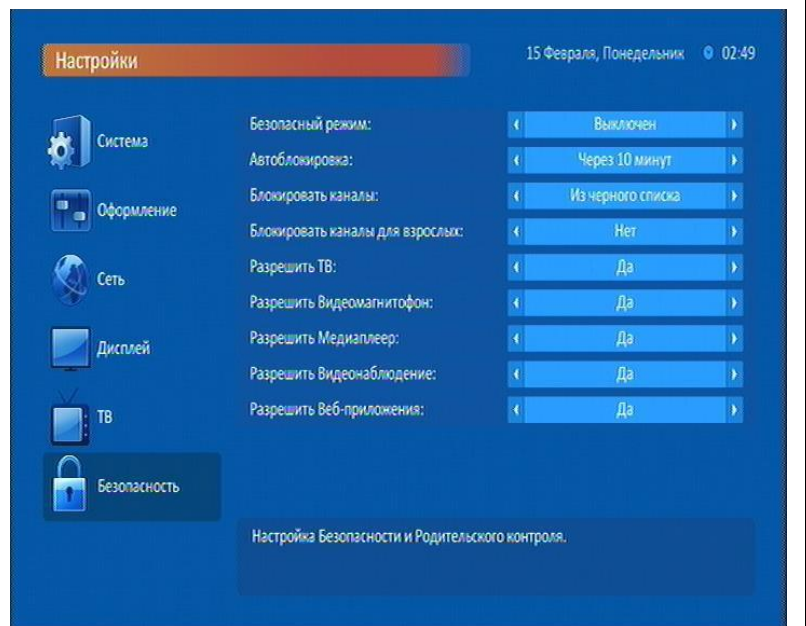 Настройки
15 Февраля, Понедельник 02:49
Система
Оформление
Сеть
Дисплей
ТВ
Безопасность
Безопасный режим: Выключен
Автоблокировка: Через 10 минут
Блокировать каналы: Из черного списка
Блокировать каналы для взрослых: Нет
Разрешить ТВ: Да
Разрешить Видеомагнитофон: Да
Разрешить Медиаплеер: Да
Разрешить Видеонаблюдение: Да
Разрешить Веб-приложения: Да
Настройка Безопасности и Родительского контроля.